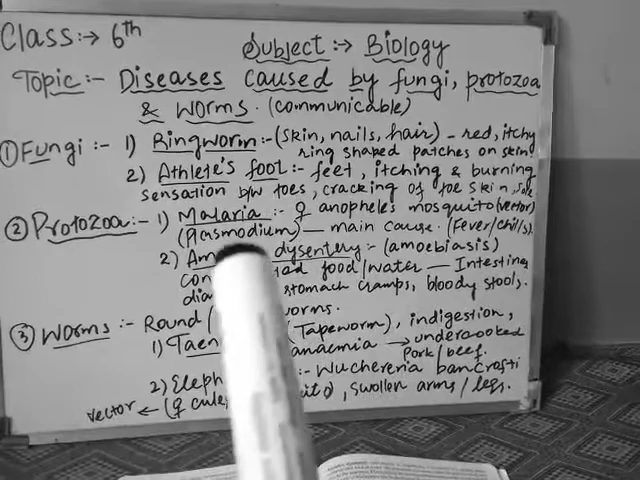 Class:→ 6th
Subject:→ Biology
Topic:- Diseases caused by fungi, protozoa
& worms. (communicable)
① Fungi:- 1) Ringworm:- (skin, nails, hair) - red, itchy
ring shaped patches on skin
2) Athlete's foot:- feet, itching & burning
sensation b/w toes, cracking of toe skin,
② Protozoa:- 1) Malaria:- ♀ anopheles mosquito (vector)
(Plasmodium) — main cause. (Fever/chills).
2) dysentery:- (amoebiasis)
food/water — Intestine
stomach cramps, bloody stools.
③ Worms:- Round
1) (Tapeworm), indigestion,
anaemia → undercooked
Pork/beef.
2) :- Wuchereria bancrofti
vector ← (♀ , swollen arms/legs.